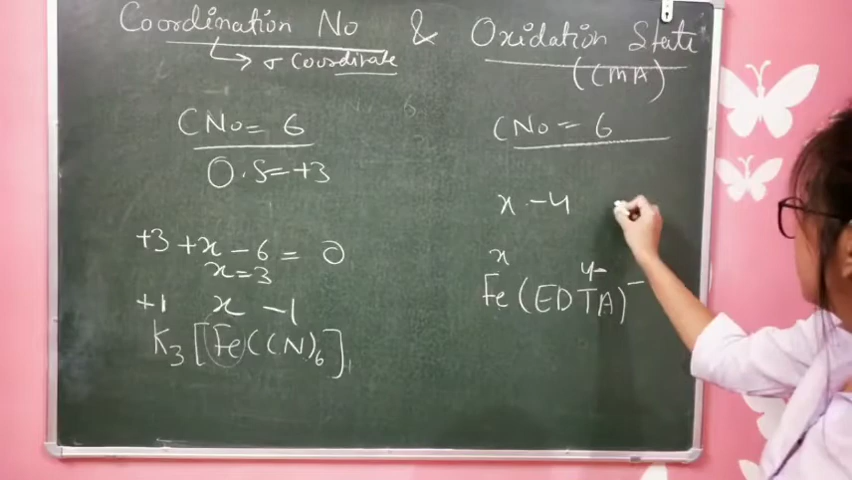 Coordination No & Oxidation State
σ Coordinate
(CMA)
CNo = 6
O.S = +3
+3 +x - 6 = 0
x = 3
+1 x -1
K3[Fe(CN)6]
CNo = 6
x - 4
x 4-
Fe(EDTA)-